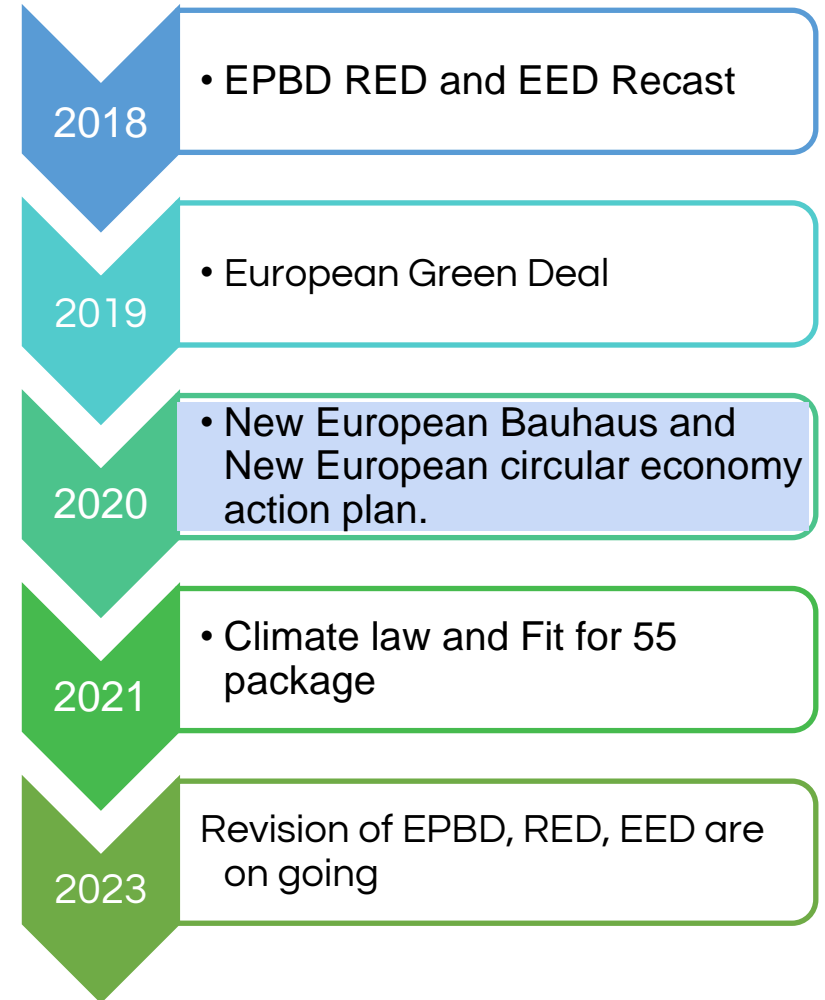 2018
• EPBD RED and EED Recast
2019
• European Green Deal
2020
• New European Bauhaus and
New European circular economy
action plan.
2021
• Climate law and Fit for 55
package
2023
Revision of EPBD, RED, EED are
on going